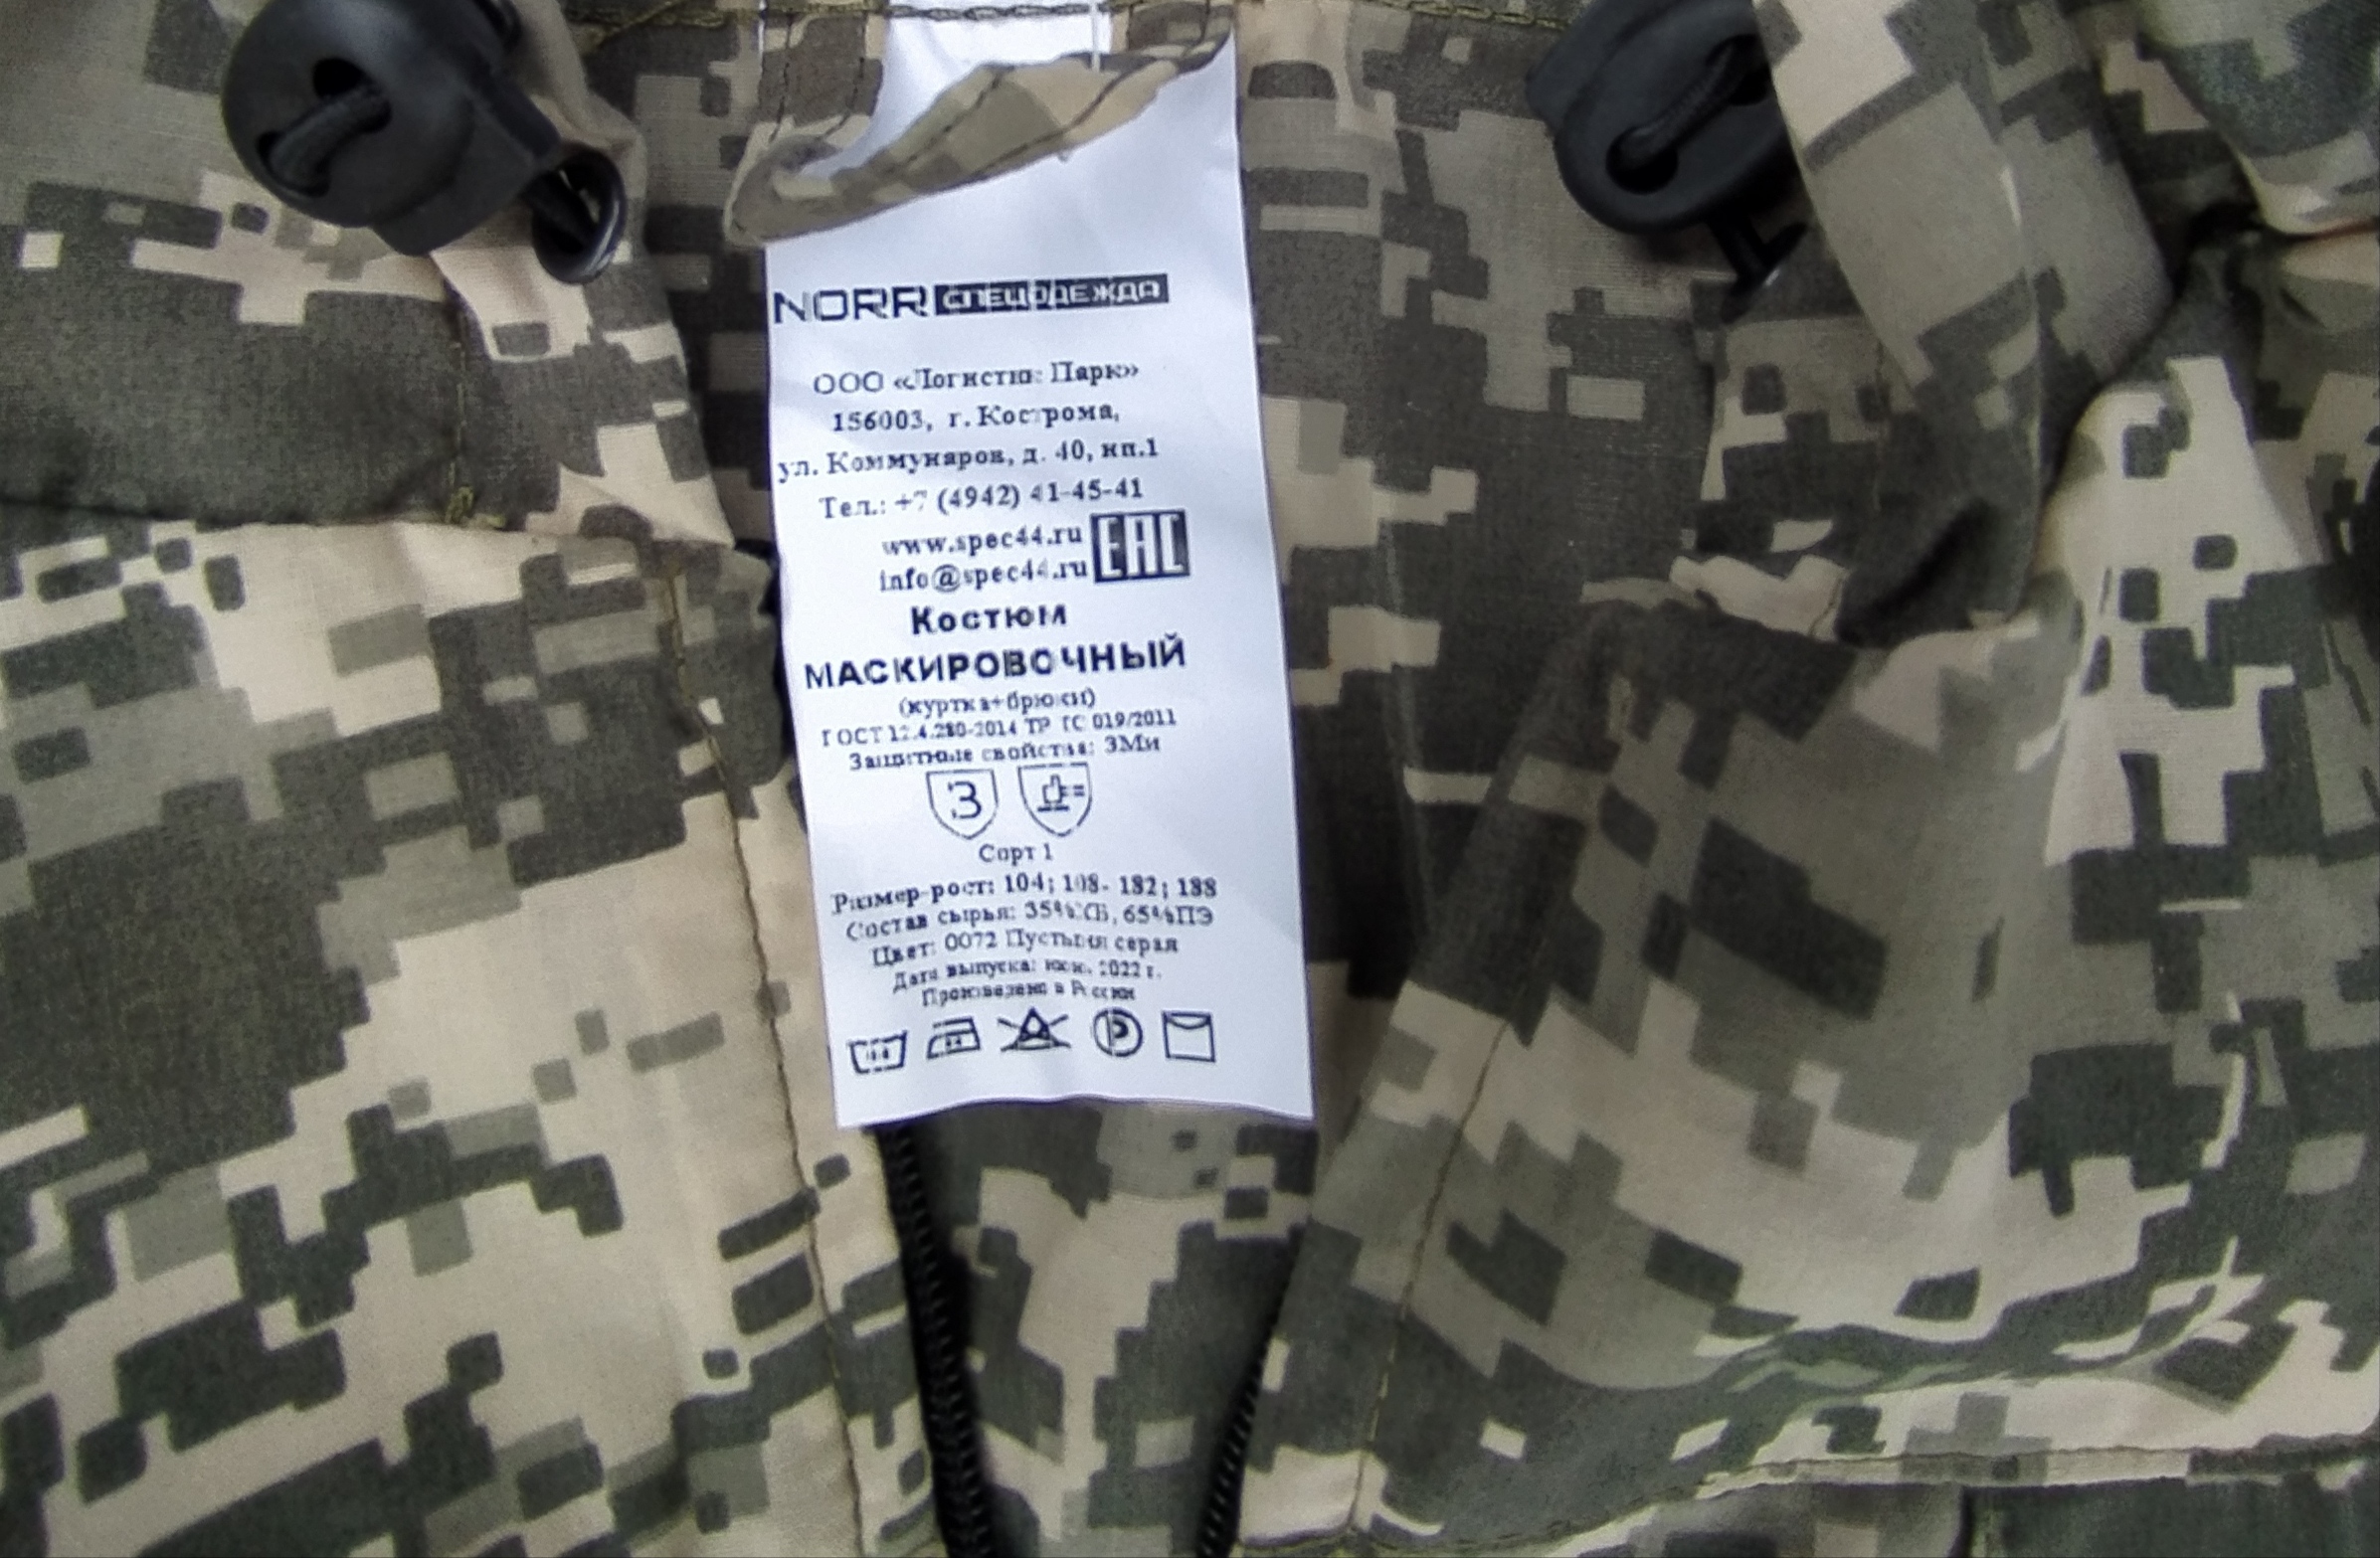 NORR СПЕЦОДЕЖДА
ООО «Логистик Парк»
156003, г. Кострома,
ул. Коммунаров, д. 40, нп.1
Тел.: +7 (4942) 41-45-41
www.spec44.ru
EAC
info@spec44.ru
Костюм
МАСКИРОВОЧНЫЙ
(куртка+брюки)
ГОСТ 12.4.280-2014 ТР ТС 019/2011
Защитные свойства: ЗМи
З
Сорт 1
Размер-рост: 104; 108- 182; 188
Состав сырья: 35%ХБ, 65%ПЭ
Цвет: 0072 Пустыня серая
Дата выпуска: 2022 г.
Произведено в России
P